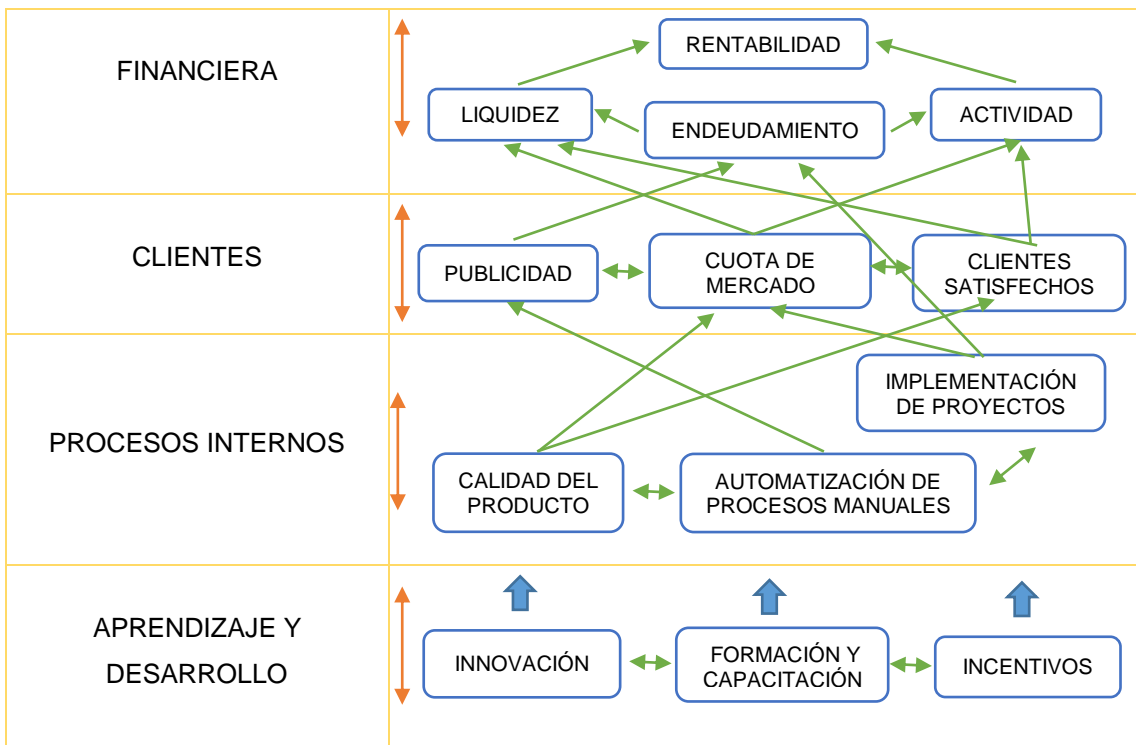 FINANCIERA
RENTABILIDAD
LIQUIDEZ
ENDEUDAMIENTO
ACTIVIDAD
CLIENTES
PUBLICIDAD
CUOTA DE
MERCADO
CLIENTES
SATISFECHOS
PROCESOS INTERNOS
IMPLEMENTACIÓN
DE PROYECTOS
CALIDAD DEL
PRODUCTO
AUTOMATIZACIÓN DE
PROCESOS MANUALES
APRENDIZAJE Y
DESARROLLO
INNOVACIÓN
FORMACIÓN Y
CAPACITACIÓN
INCENTIVOS